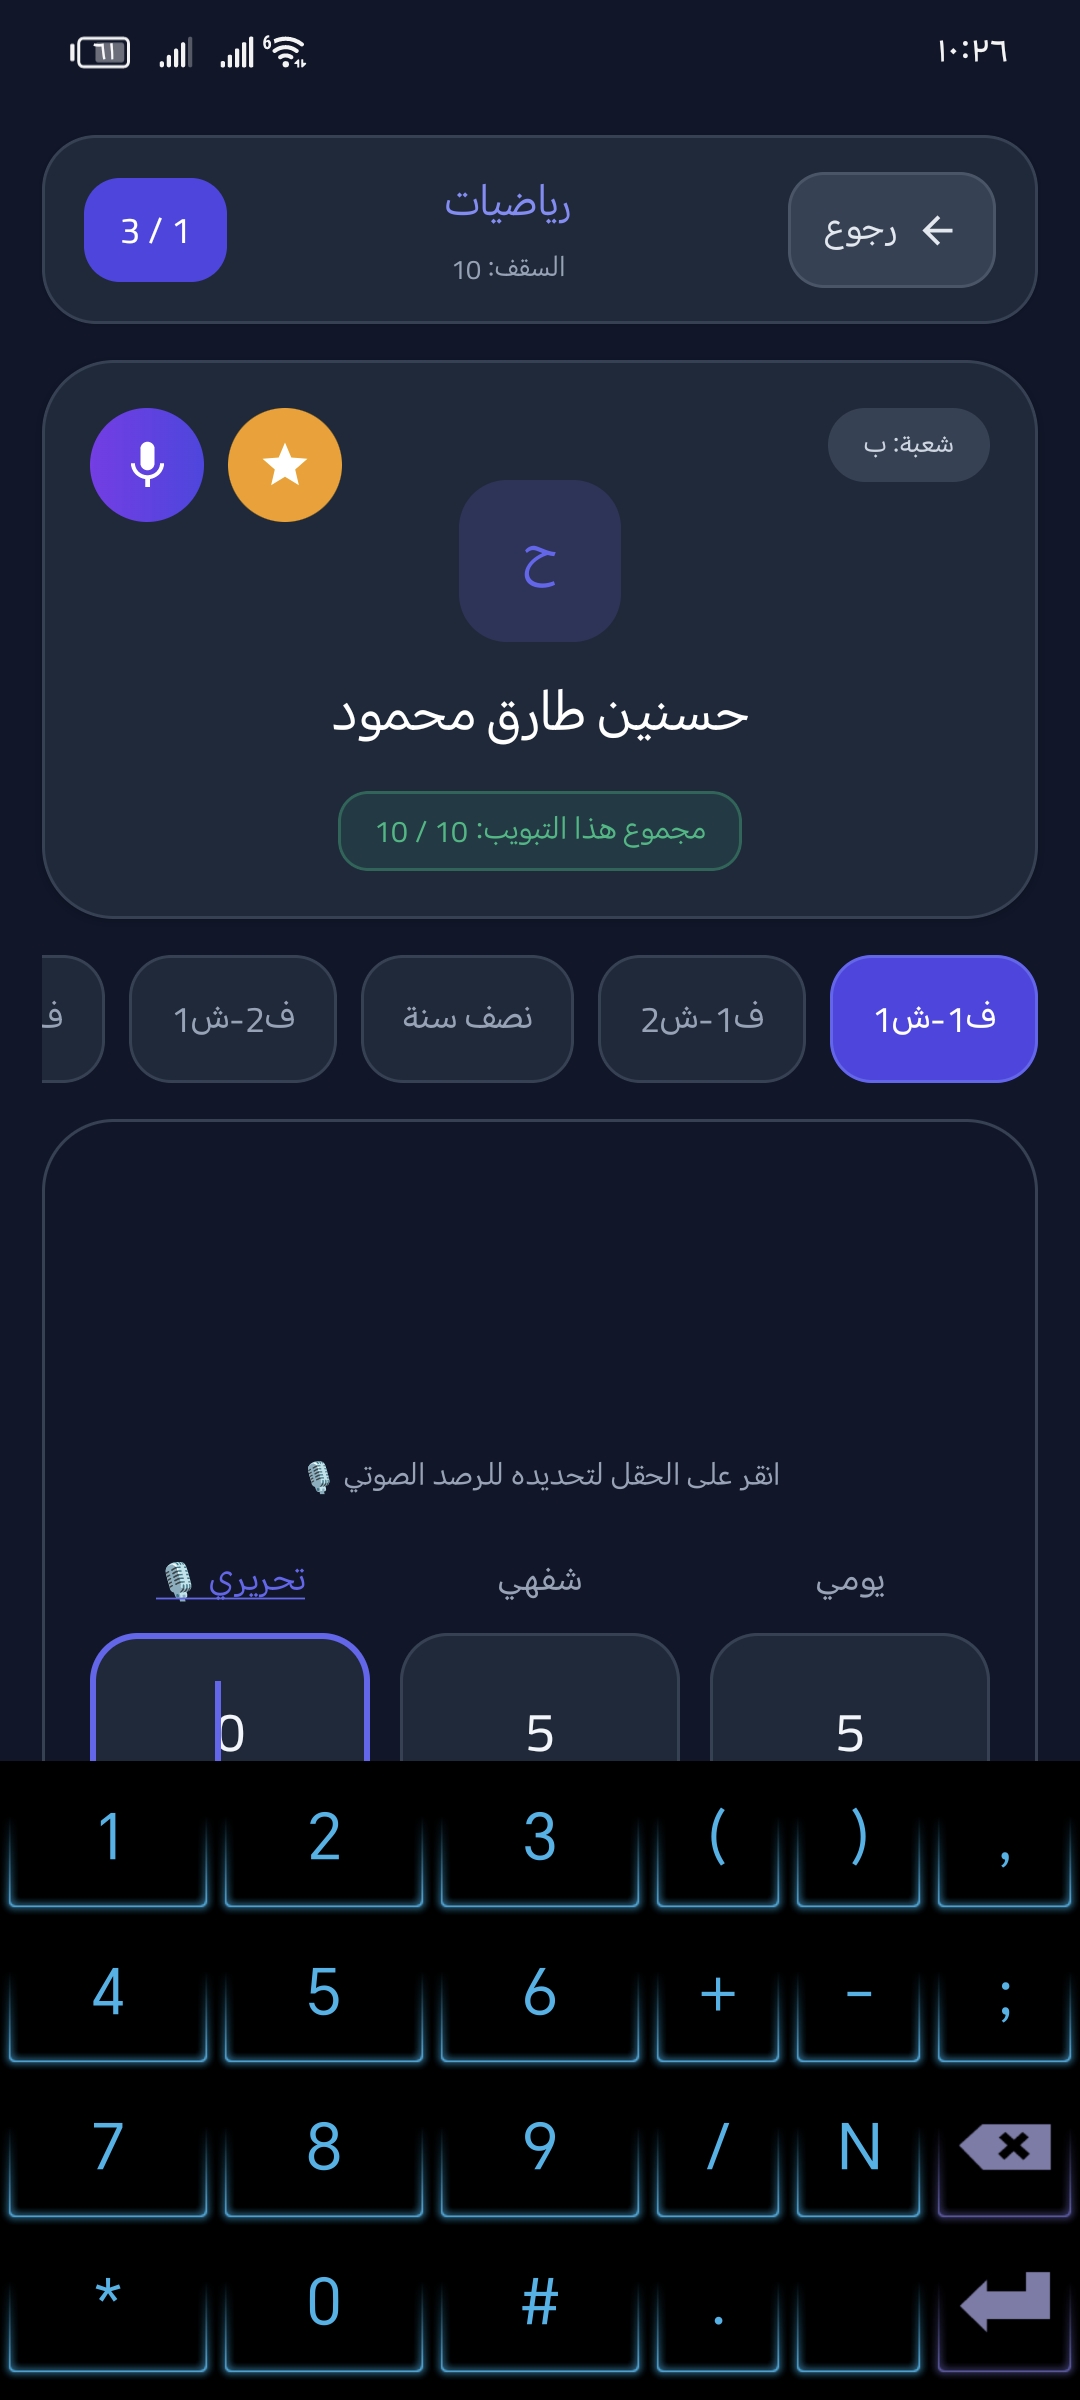 ١٠:٢٦
٦١
6
رجوع
رياضيات
السقف: 10
3 / 1
شعبة: ب
ح
حسنين طارق محمود
مجموع هذا التبويب: 10 / 10
ف1-ش1
ف1-ش2
نصف سنة
ف2-ش1
ف
انقر على الحقل لتحديده للرصد الصوتي 🎙️
يومي
شفهي
تحريري 🎙️
5
5
0
1 2 3 ( ) ,
4 5 6 + - ;
7 8 9 / N
* 0 # .